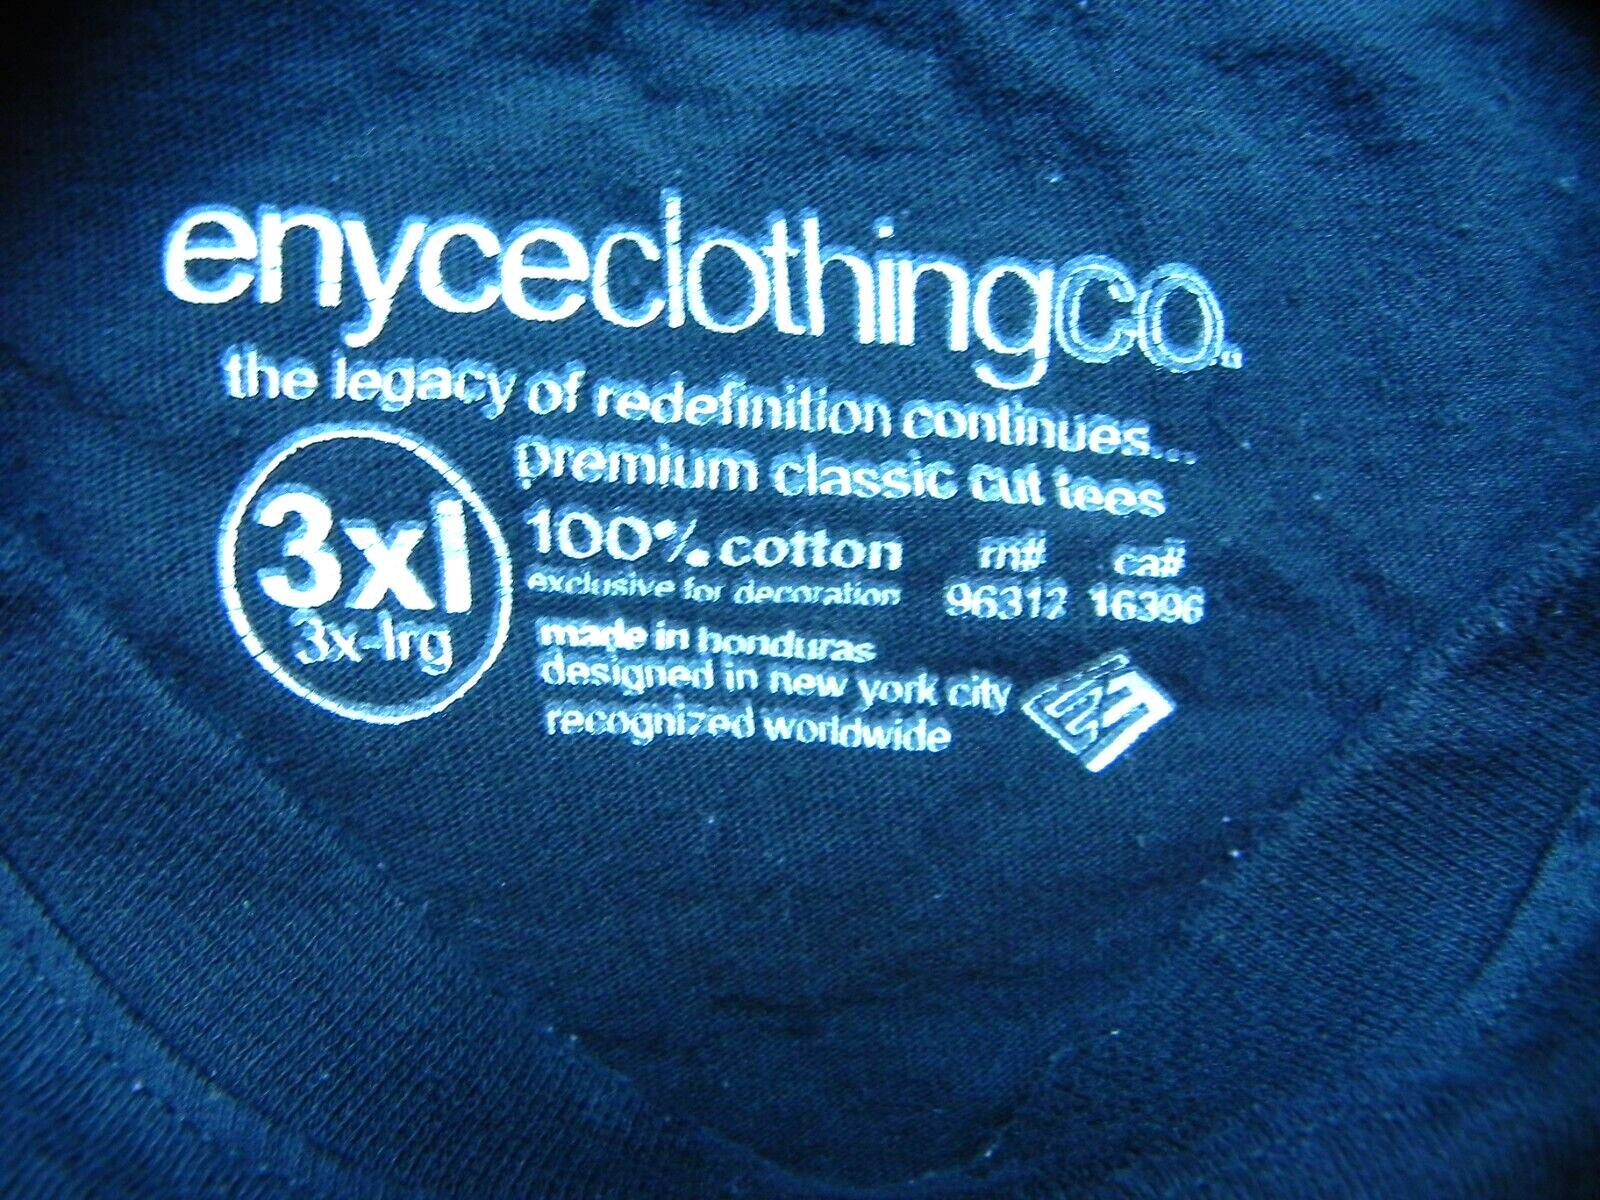 enyceclothingco.
the legacy of redefinition continues...
premium classic cut tees
3xl
3x-lrg
100% cotton
exclusive for decoration
rn#
96312
ca#
16396
made in honduras
designed in new york city
recognized worldwide